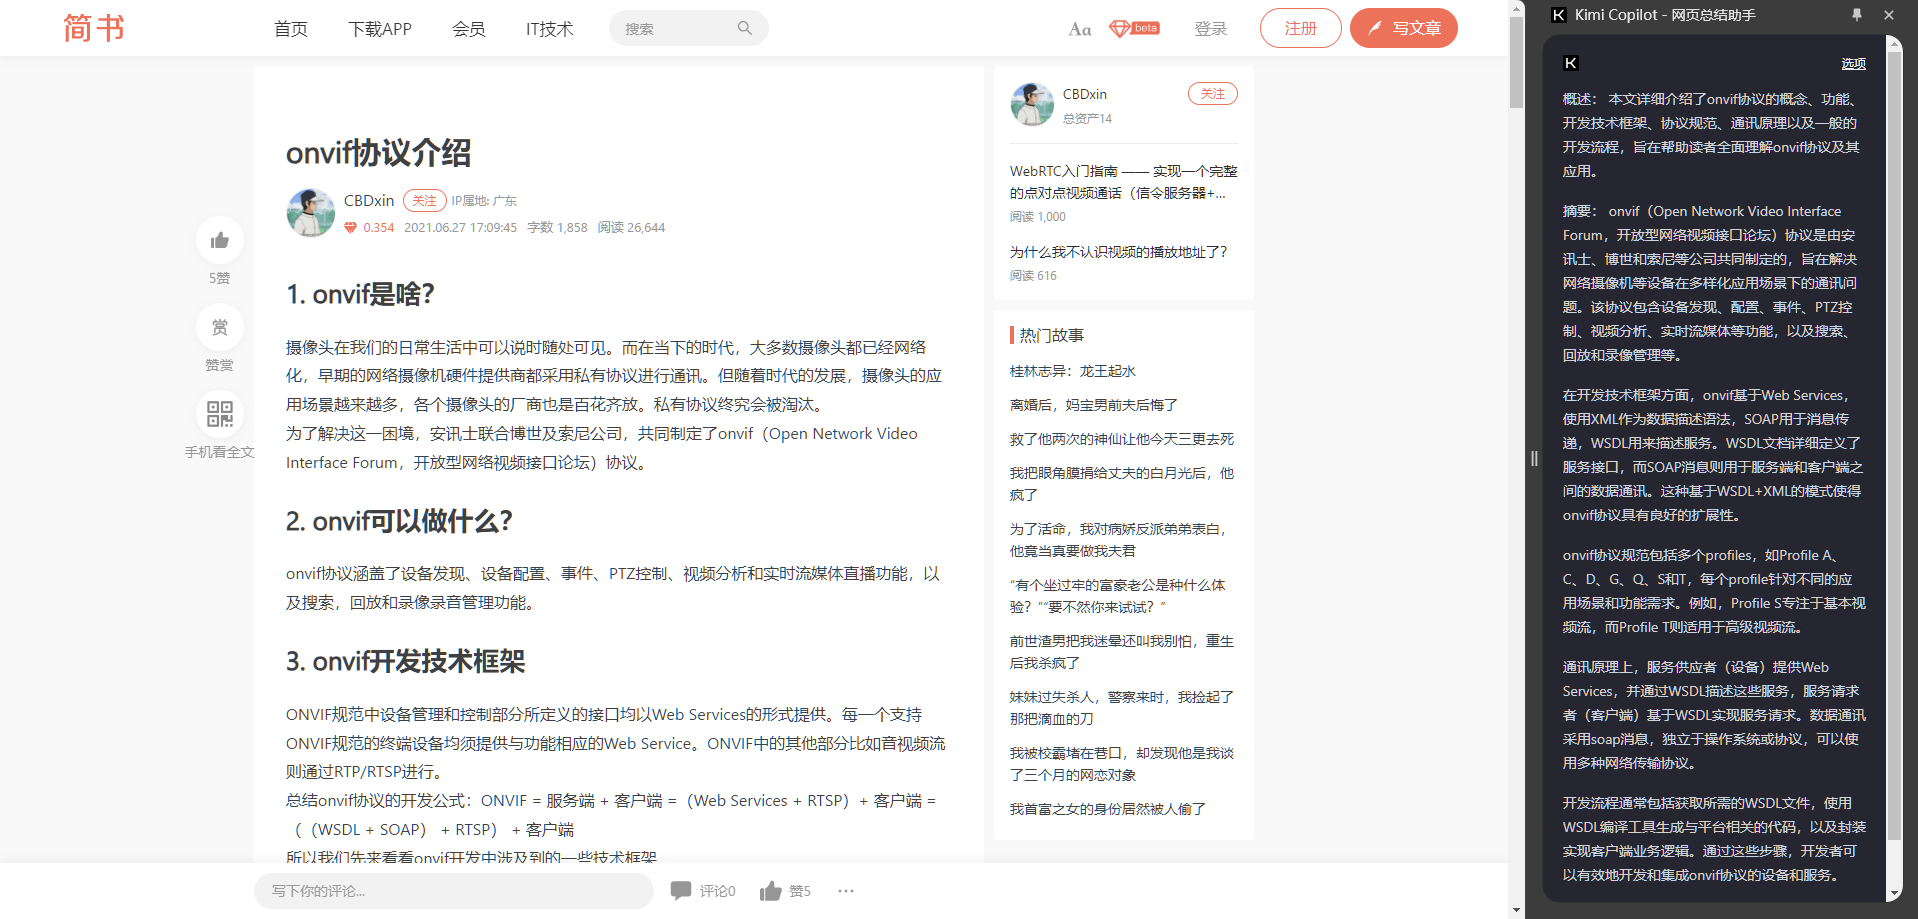 简书
首页
下载APP
会员
IT技术
搜索
Aa
beta
登录
注册
写文章
onvif协议介绍
CBDxin
关注
IP属地: 广东
0.354
2021.06.27 17:09:45
字数 1,858
阅读 26,644
5赞
赏
赞赏
手机看全文
1. onvif是啥？
摄像头在我们的日常生活中可以说时随处可见。而在当下的时代，大多数摄像头都已经网络
化，早期的网络摄像机硬件提供商都采用私有协议进行通讯。但随着时代的发展，摄像头的应
用场景越来越多，各个摄像头的厂商也是百花齐放。私有协议终究会被淘汰。
为了解决这一困境，安讯士联合博世及索尼公司，共同制定了onvif（Open Network Video
Interface Forum，开放型网络视频接口论坛）协议。
2. onvif可以做什么？
onvif协议涵盖了设备发现、设备配置、事件、PTZ控制、视频分析和实时流媒体直播功能，以
及搜索，回放和录像录音管理功能。
3. onvif开发技术框架
ONVIF规范中设备管理和控制部分所定义的接口均以Web Services的形式提供。每一个支持
ONVIF规范的终端设备均须提供与功能相应的Web Service。ONVIF中的其他部分比如音视频流
则通过RTP/RTSP进行。
总结onvif协议的开发公式：ONVIF = 服务端 + 客户端 =（Web Services + RTSP）+ 客户端 =
（（WSDL + SOAP） + RTSP） + 客户端
所以我们先来看看onvif开发中涉及到的一些技术框架
写下你的评论...
评论0
赞5
CBDxin
关注
总资产14
WebRTC入门指南 —— 实现一个完整
的点对点视频通话（信令服务器+...
阅读 1,000
为什么我不认识视频的播放地址了？
阅读 616
热门故事
桂林志异：龙王起水
离婚后，妈宝男前夫后悔了
救了他两次的神仙让他今天三更去死
我把眼角膜捐给丈夫的白月光后，他
疯了
为了活命，我对病娇反派弟弟表白，
他竟当真要做我夫君
“有个坐过牢的富豪老公是种什么体
验？”“要不然你来试试？”
前世渣男把我迷晕还叫我别怕，重生
后我杀疯了
妹妹过失杀人，警察来时，我捡起了
那把滴血的刀
我被校霸堵在巷口，却发现他是我谈
了三个月的网恋对象
我首富之女的身份居然被人偷了
Kimi Copilot - 网页总结助手
选项
概述： 本文详细介绍了onvif协议的概念、功能、
开发技术框架、协议规范、通讯原理以及一般的
开发流程，旨在帮助读者全面理解onvif协议及其
应用。
摘要： onvif（Open Network Video Interface
Forum，开放型网络视频接口论坛）协议是由安
讯士、博世和索尼等公司共同制定的，旨在解决
网络摄像机等设备在多样化应用场景下的通讯问
题。该协议包含设备发现、配置、事件、PTZ控
制、视频分析、实时流媒体等功能，以及搜索、
回放和录像管理等。
在开发技术框架方面，onvif基于Web Services，
使用XML作为数据描述语法，SOAP用于消息传
递，WSDL用来描述服务。WSDL文档详细定义了
服务接口，而SOAP消息则用于服务端和客户端之
间的数据通讯。这种基于WSDL+XML的模式使得
onvif协议具有良好的扩展性。
onvif协议规范包括多个profiles，如Profile A、
C、D、G、Q、S和T，每个profile针对不同的应
用场景和功能需求。例如，Profile S专注于基本视
频流，而Profile T则适用于高级视频流。
通讯原理上，服务供应者（设备）提供Web
Services，并通过WSDL描述这些服务，服务请求
者（客户端）基于WSDL实现服务请求。数据通讯
采用soap消息，独立于操作系统或协议，可以使
用多种网络传输协议。
开发流程通常包括获取所需的WSDL文件，使用
WSDL编译工具生成与平台相关的代码，以及封装
实现客户端业务逻辑。通过这些步骤，开发者可
以有效地开发和集成onvif协议的设备和服务。